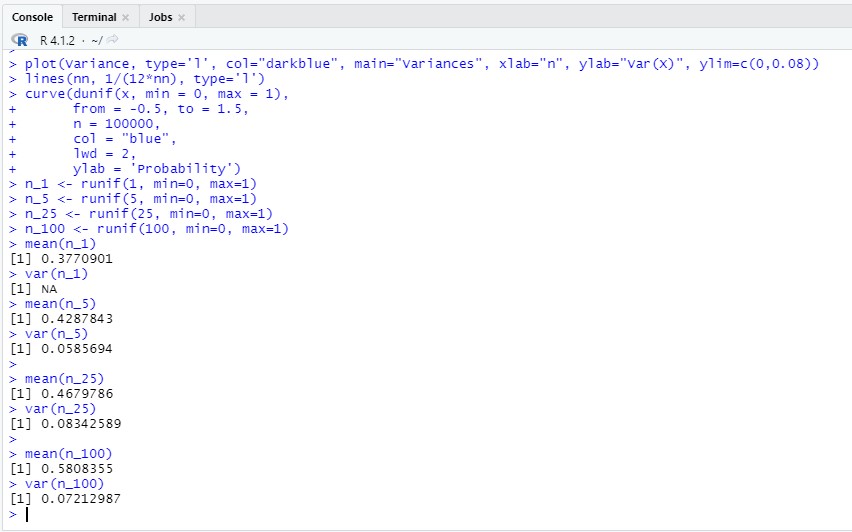 Console Terminal × Jobs ×
R R 4.1.2 · ~/
>
> plot(Variance, type='l', col="darkblue", main="Variances", xlab="n", ylab="Var(X)", ylim=c(0,0.08))
> lines(nn, 1/(12*nn), type='l')
> curve(dunif(x, min = 0, max = 1),
+       from = -0.5, to = 1.5,
+       n = 100000,
+       col = "blue",
+       lwd = 2,
+       ylab = 'Probability')
> n_1 <- runif(1, min=0, max=1)
> n_5 <- runif(5, min=0, max=1)
> n_25 <- runif(25, min=0, max=1)
> n_100 <- runif(100, min=0, max=1)
> mean(n_1)
[1] 0.3770901
> var(n_1)
[1] NA
> mean(n_5)
[1] 0.4287843
> var(n_5)
[1] 0.0585694
>
> mean(n_25)
[1] 0.4679786
> var(n_25)
[1] 0.08342589
>
> mean(n_100)
[1] 0.5808355
> var(n_100)
[1] 0.07212987
>